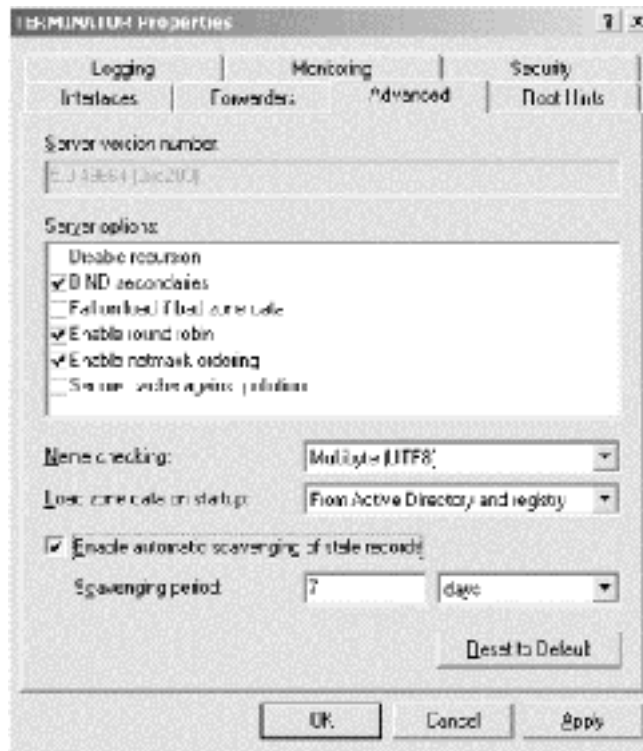 TERMINATOR Properties
Logging Monitoring Security
Interfaces Forwarders Advanced Root Hints
Server version number:
Server options:
Disable recursion
BIND secondaries
Fail on load if bad zone data
Enable round robin
Enable netmask ordering
Secure cache against pollution
Name checking: Multibyte (UTF8)
Load zone data on startup: From Active Directory and registry
Enable automatic scavenging of stale records
Scavenging period: 7 days
Reset to Default
OK Cancel Apply